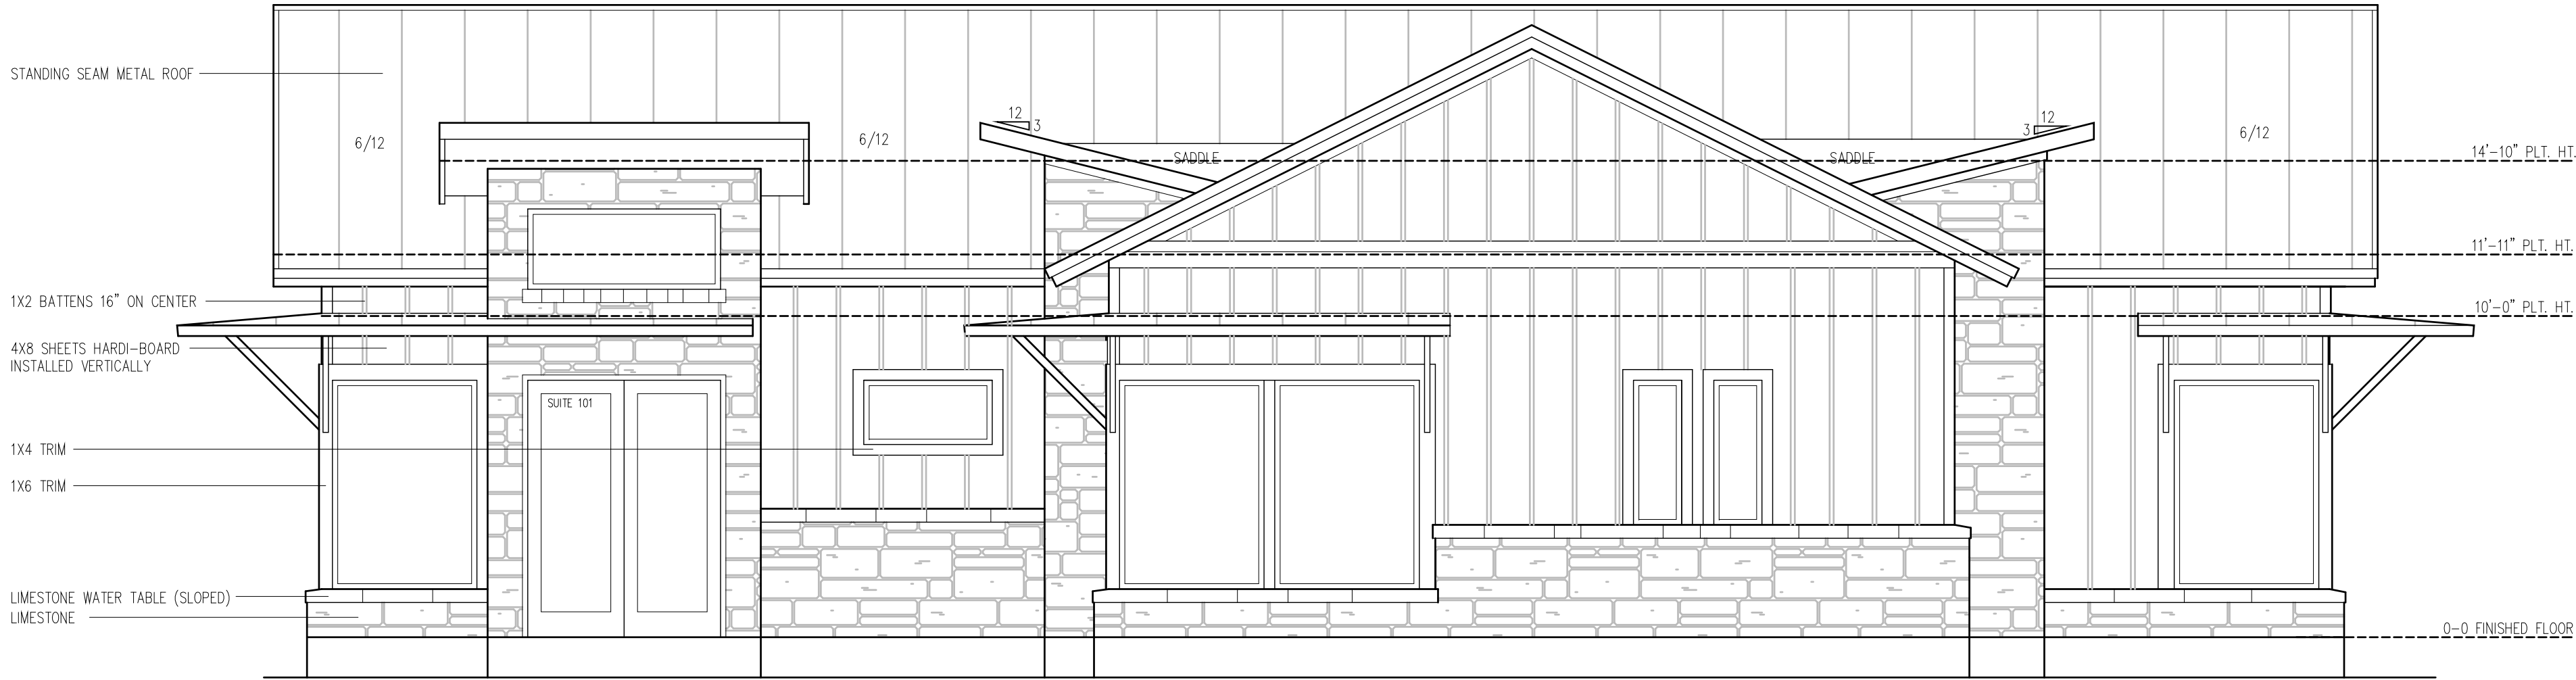 STANDING SEAM METAL ROOF
12
3
12
3
6/12
6/12
6/12
SADDLE
SADDLE
14'-10" PLT. HT.
11'-11" PLT. HT.
1X2 BATTENS 16" ON CENTER
10'-0" PLT. HT.
4X8 SHEETS HARDI-BOARD
INSTALLED VERTICALLY
SUITE 101
1X4 TRIM
1X6 TRIM
LIMESTONE WATER TABLE (SLOPED)
LIMESTONE
0-0 FINISHED FLOOR